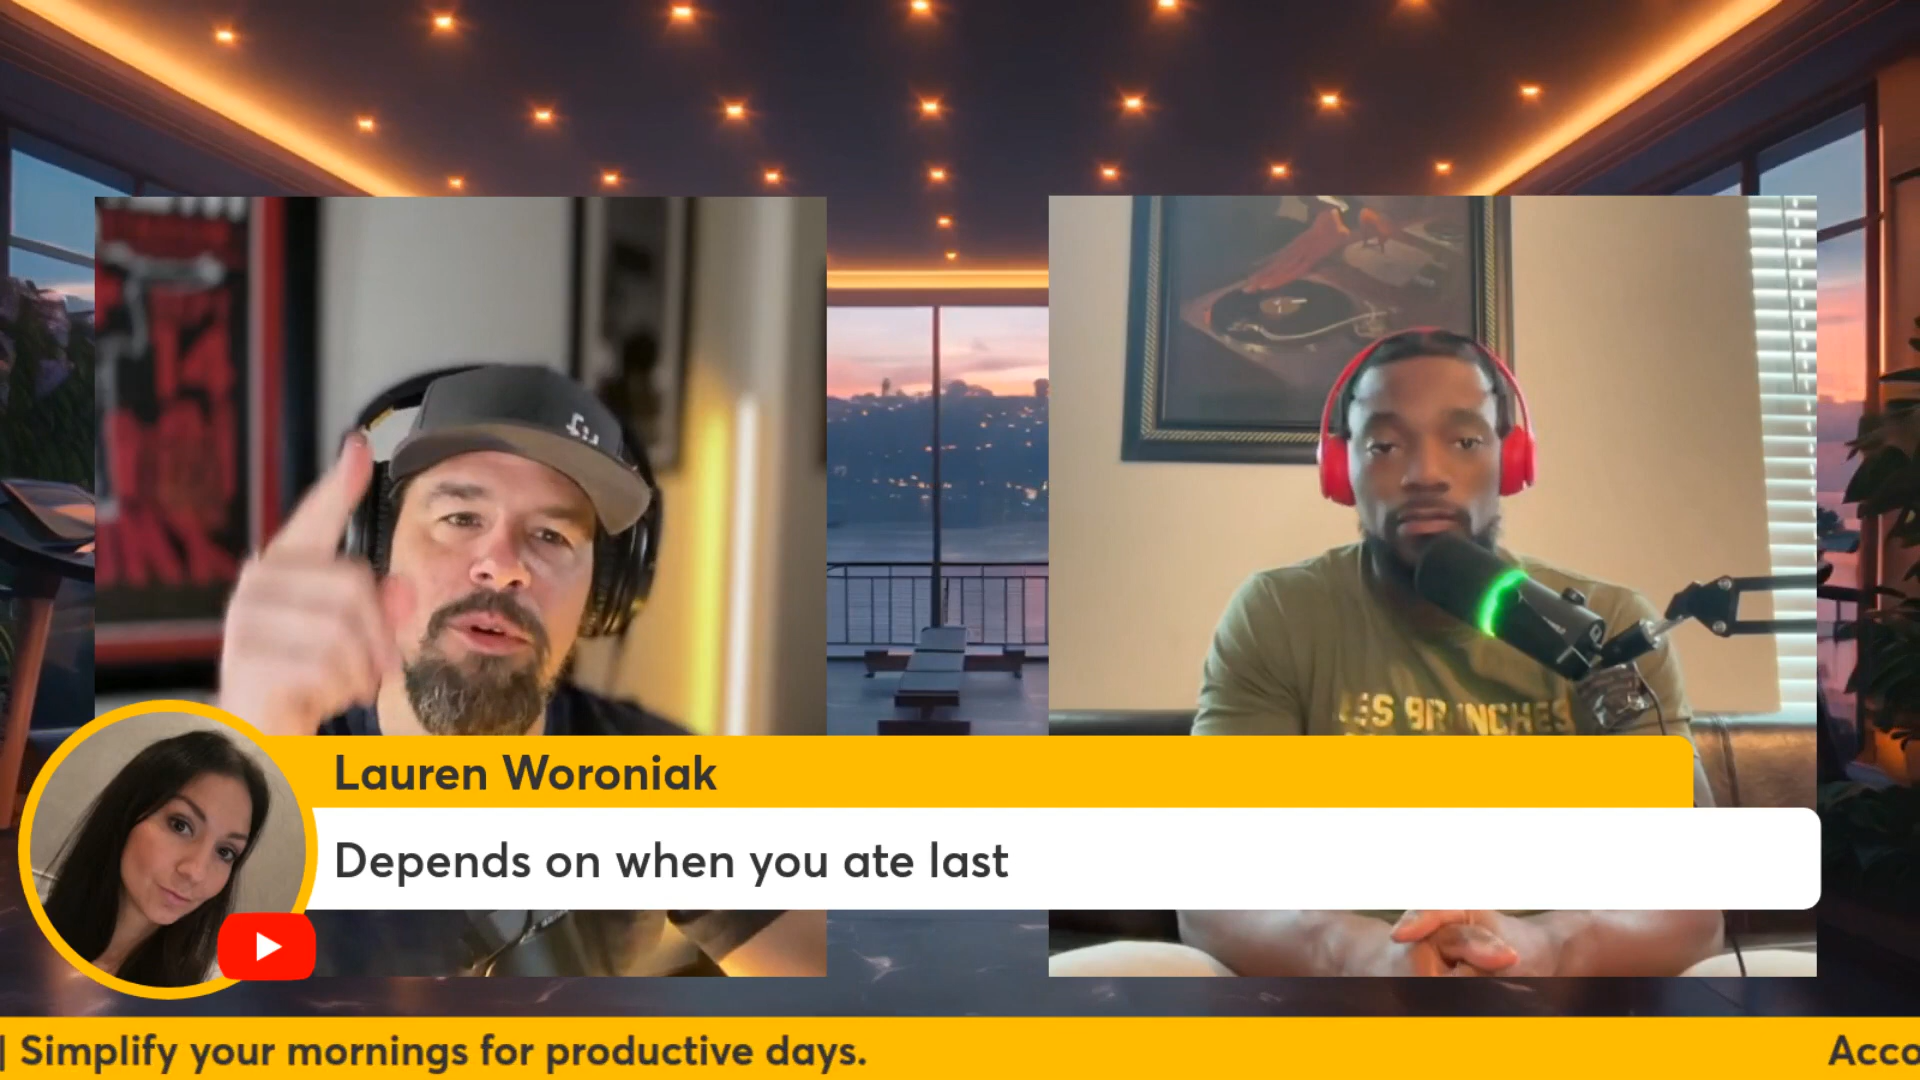 Lauren Woroniak
Depends on when you ate last
| Simplify your mornings for productive days.
Acco